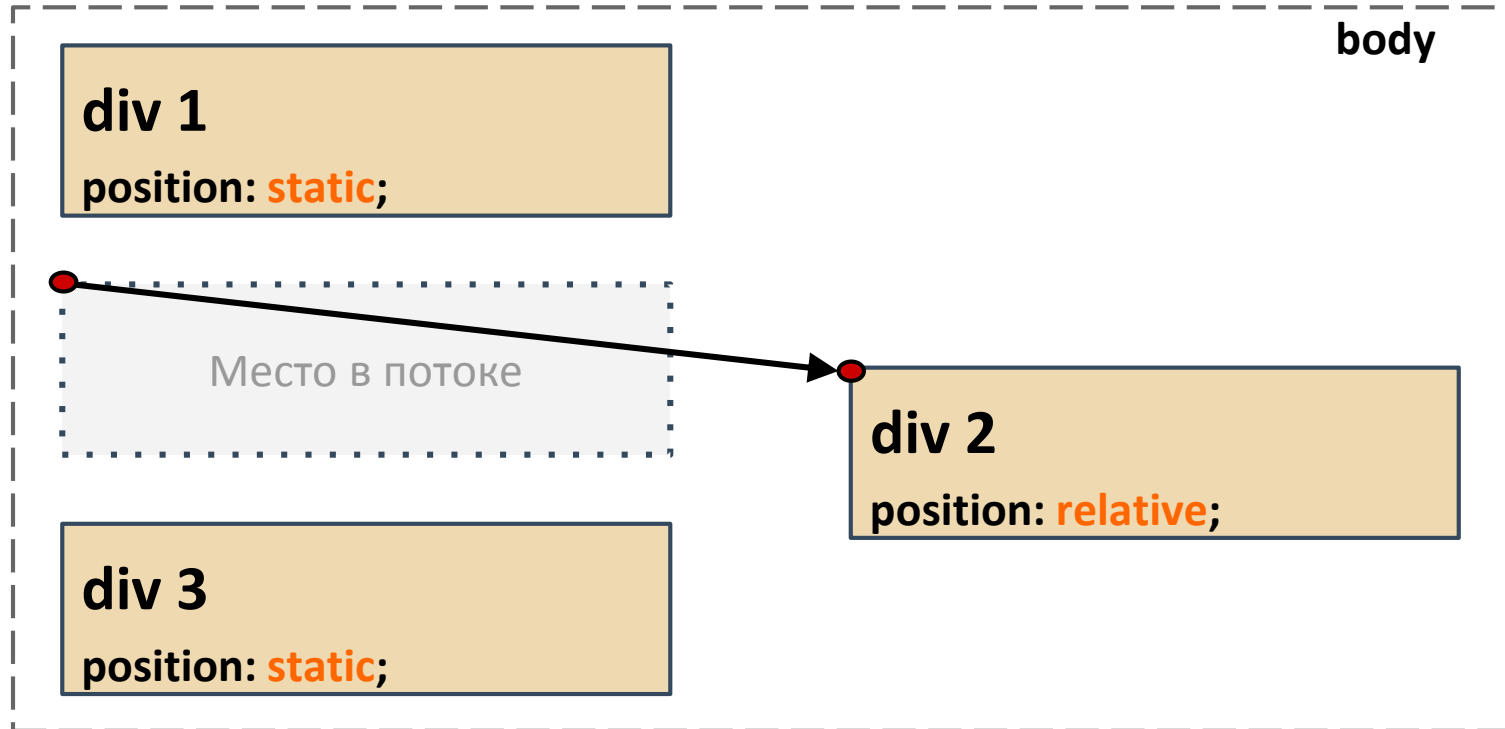 body
div 1
position: static;
Место в потоке
div 2
position: relative;
div 3
position: static;